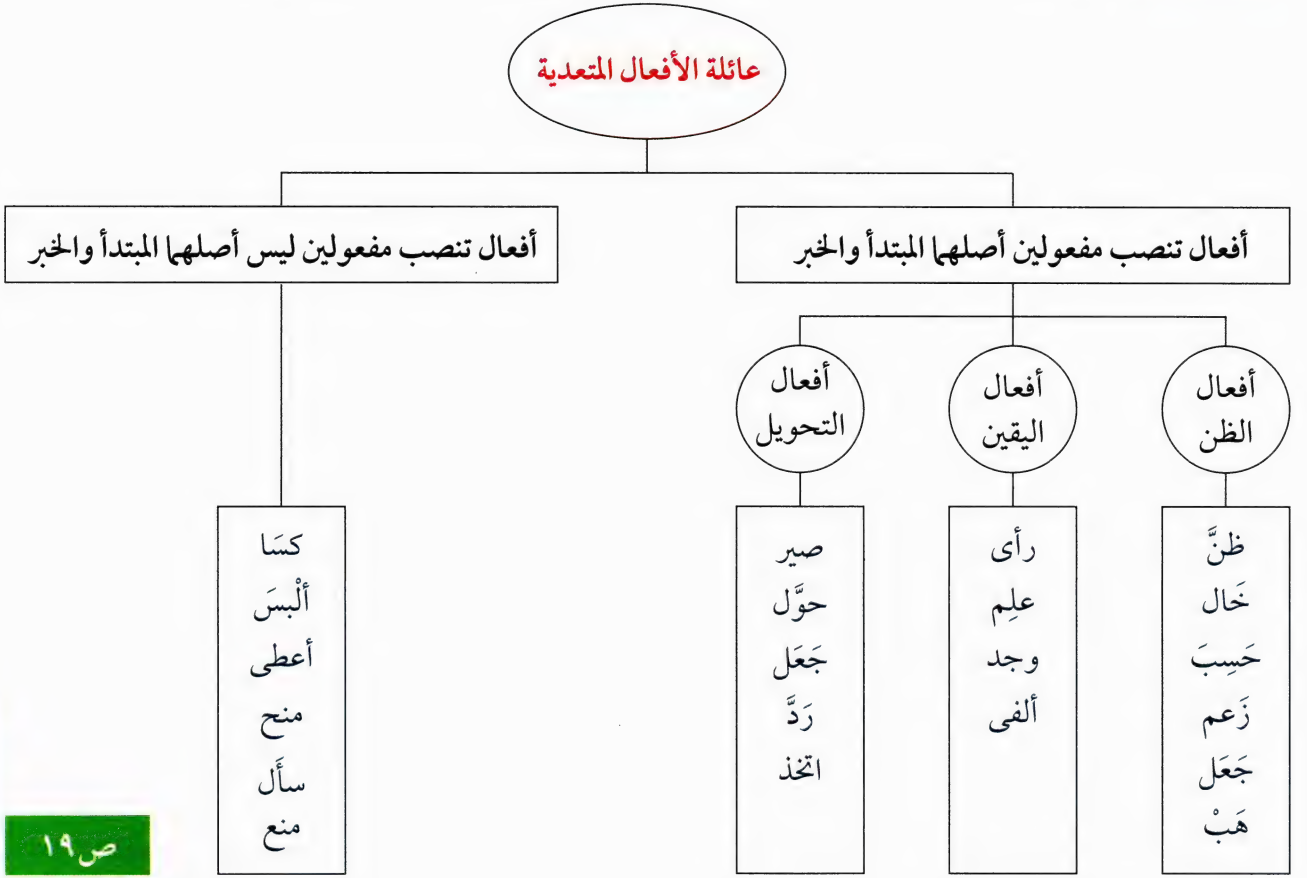 عائلة الأفعال المتعدية
أفعال تنصب مفعولين أصلهما المبتدأ والخبر
أفعال تنصب مفعولين ليس أصلهما المبتدأ والخبر
أفعال
الظن
أفعال
اليقين
أفعال
التحويل
ظنَّ
خَال
حَسِبَ
زَعم
جَعَل
هَبْ
رأى
علِم
وجد
ألفى
صير
حوَّل
جَعَل
رَدَّ
اتخذ
كسَا
ألْبسَ
أعطى
منح
سأَل
منع
ص١٩